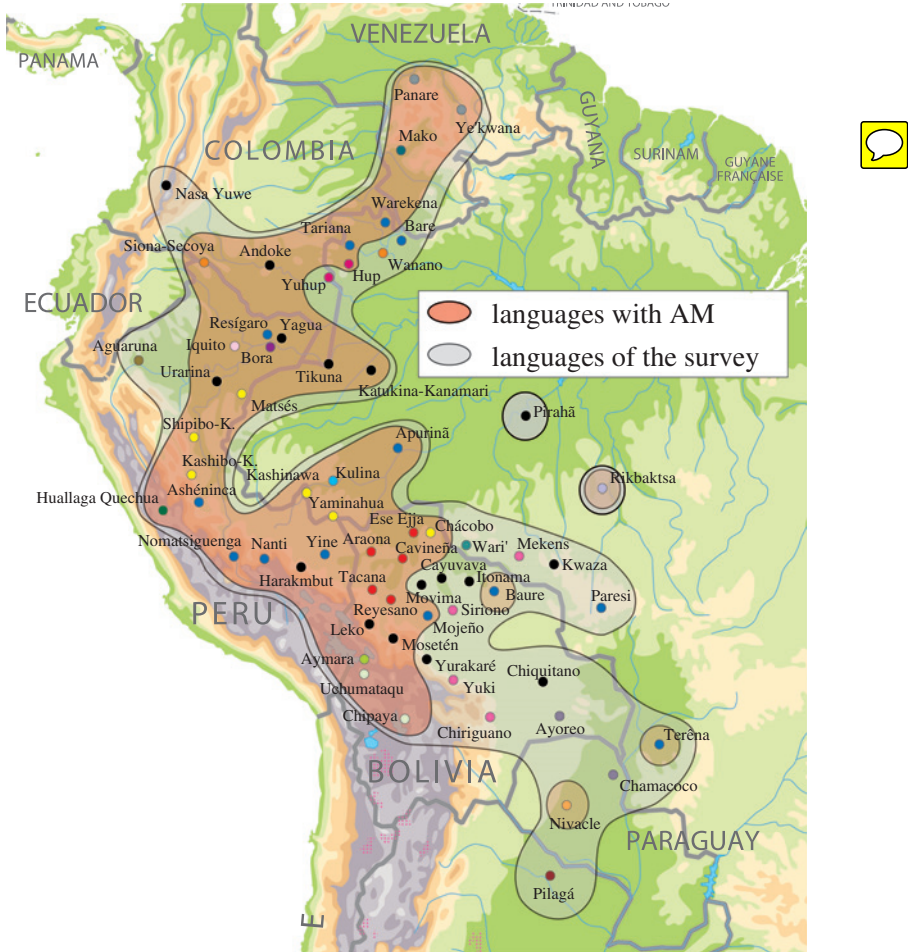 TRINIDAD AND TOBAGO
VENEZUELA
PANAMA
Panare
Ye'kwana
GUYANA
Mako
COLOMBIA
SURINAM
GUYANE
FRANCAISE
Nasa Yuwe
Warekena
Tariana
Bare
Siona-Secoya
Andoke
Wanano
Hup
Yuhup
ECUADOR
languages with AM
Resígaro
Yagua
Iquito
Bora
Aguaruna
languages of the survey
Urarina
Tikuna
Katukina-Kanamari
Matsés
Pirahã
Shipibo-K.
Apurinã
Kashibo-K.
Kashinawa
Kulina
Rikbaktsa
Huallaga Quechua
Ashéninca
Yaminahua
Ese Ejja
Chácobo
Nomatsiguenga
Nanti
Yine
Araona
Cavineña
Wari'
Mekens
Harakmbut
Cayuvava
Kwaza
Tacana
Itonama
Movima
Baure
Paresi
PERU
Reyesano
Siriono
Leko
Mojeño
Mosetén
Aymara
Yurakaré
Chiquitano
Uchumataqu
Yuki
Chipaya
Chiriguano
Ayoreo
Terêna
BOLIVIA
Chamacoco
Nivacle
PARAGUAY
Pilagá
E